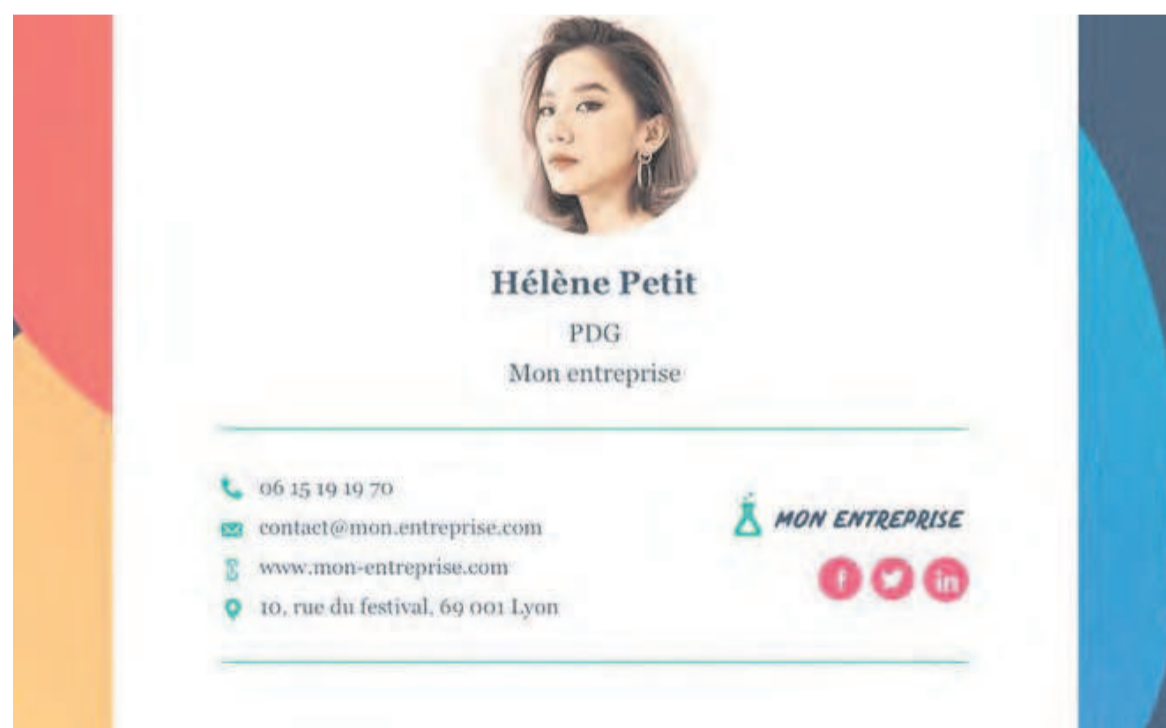 Hélène Petit
PDG
Mon entreprise
06 15 19 19 70
contact@mon.entreprise.com
www.mon-entreprise.com
10, rue du festival, 69 001 Lyon
MON ENTREPRISE
f
in